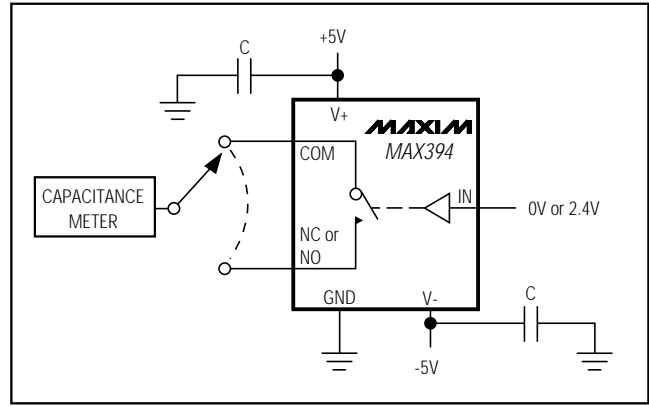 +5V
C
V+
MAXIM
MAX394
COM
CAPACITANCE
METER
IN
0V or 2.4V
NC or
NO
GND
V-
C
-5V